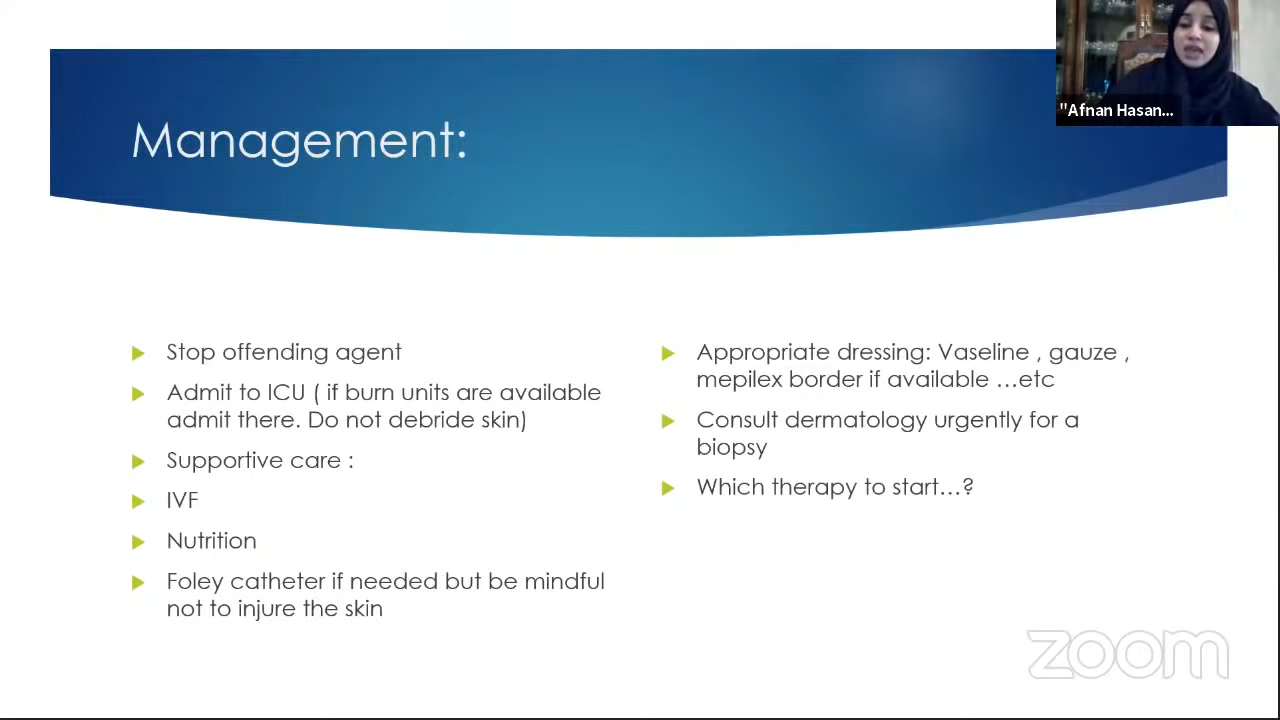 "Afnan Hasan...
Management:
Stop offending agent
Admit to ICU ( if burn units are available
admit there. Do not debride skin)
Supportive care :
IVF
Nutrition
Foley catheter if needed but be mindful
not to injure the skin
Appropriate dressing: Vaseline , gauze ,
mepilex border if available …etc
Consult dermatology urgently for a
biopsy
Which therapy to start…?
zoom